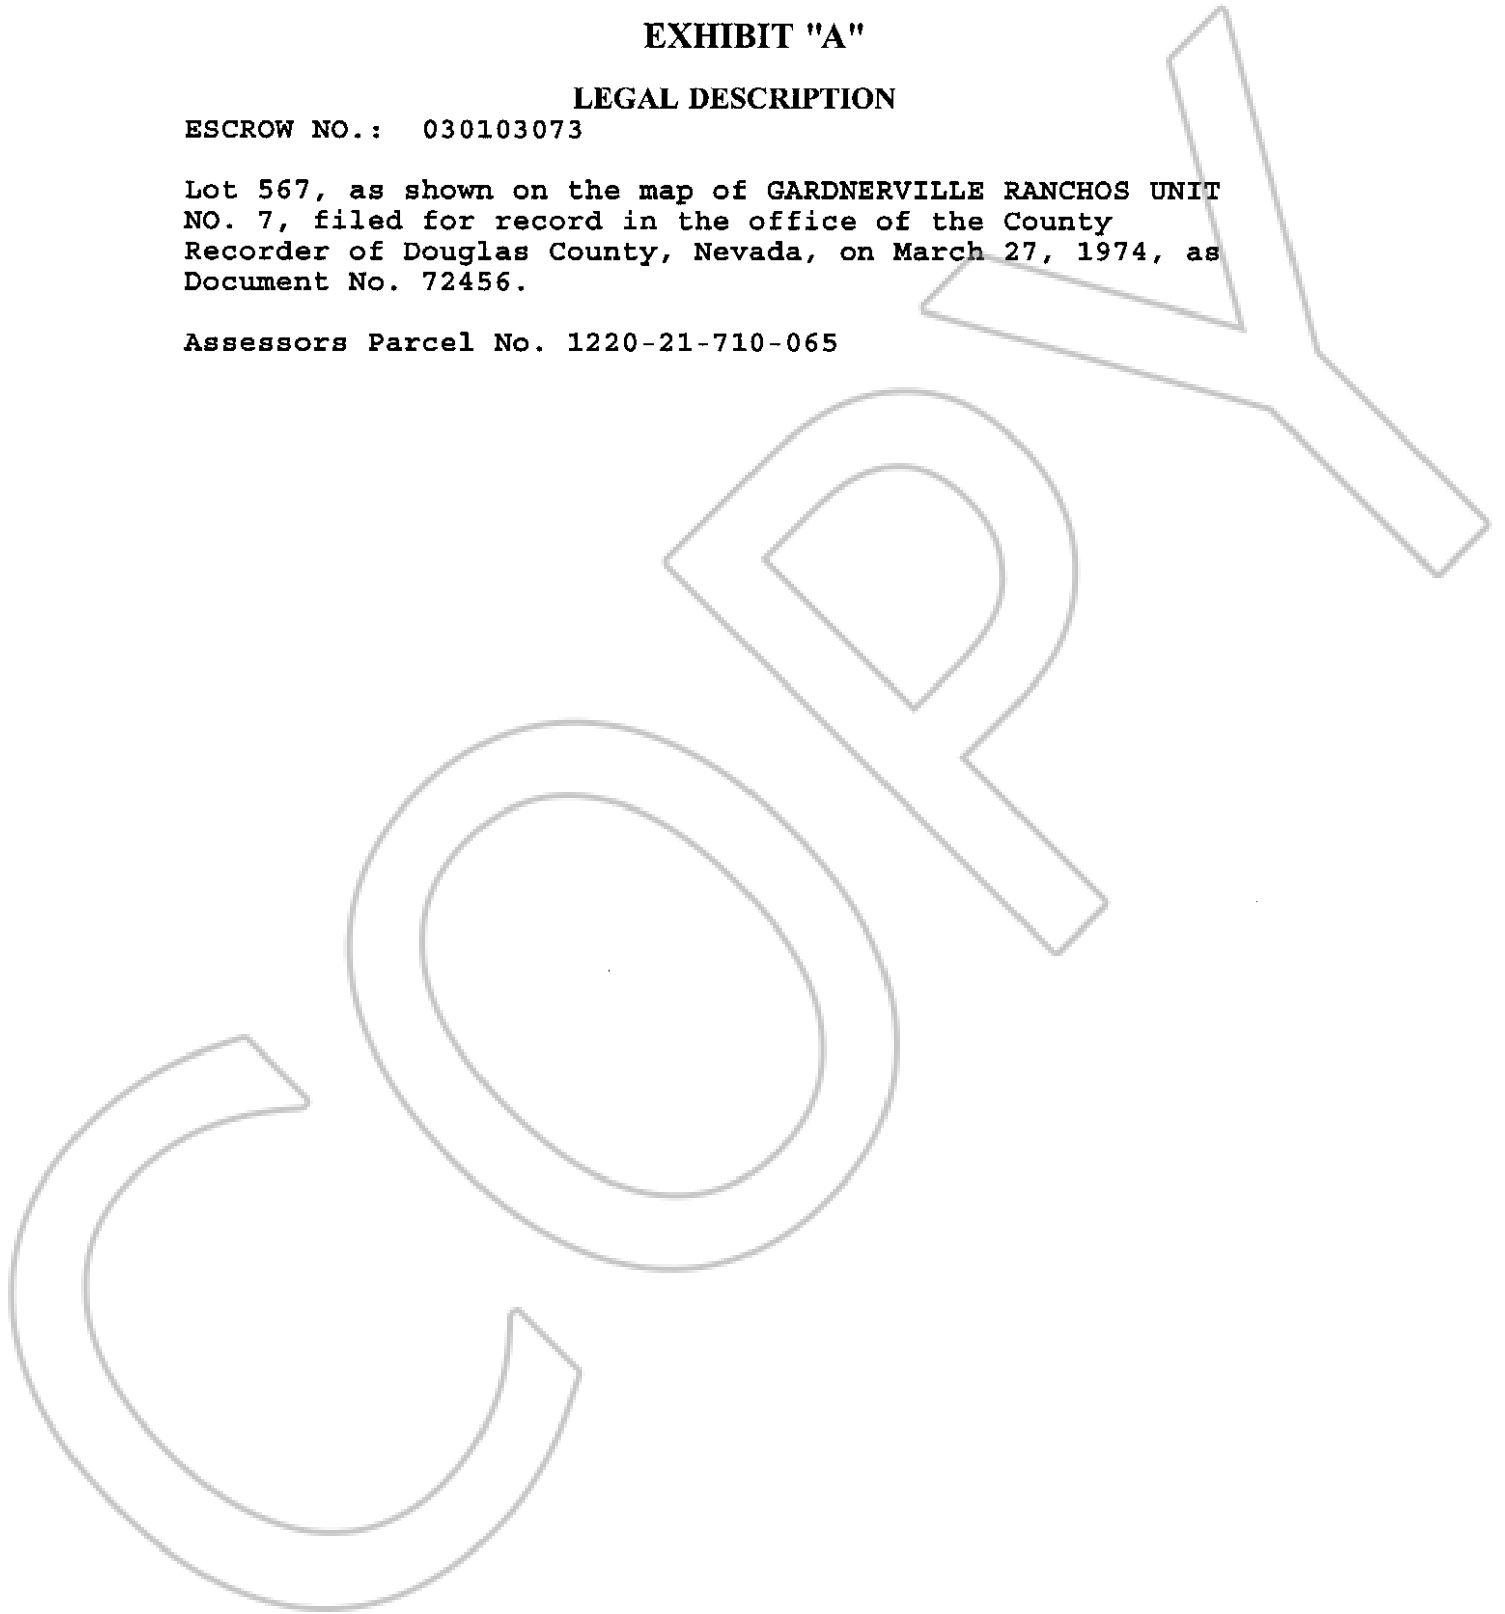 EXHIBIT "A"
LEGAL DESCRIPTION
ESCROW NO.: 030103073
Lot 567, as shown on the map of GARDNERVILLE RANCHOS UNIT
NO. 7, filed for record in the office of the County
Recorder of Douglas County, Nevada, on March 27, 1974, as
Document No. 72456.
Assessors Parcel No. 1220-21-710-065
COPY